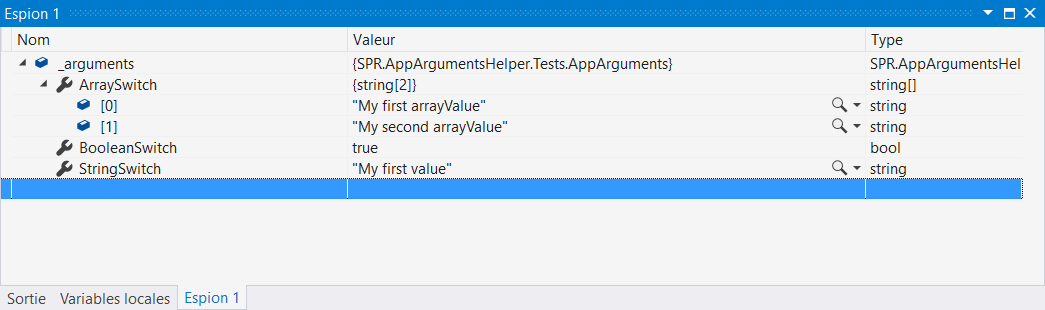 Espion 1
Nom Valeur Type
_arguments {SPR.AppArgumentsHelper.Tests.AppArguments} SPR.AppArgumentsHel
ArraySwitch {string[2]} string[]
[0] "My first arrayValue" string
[1] "My second arrayValue" string
BooleanSwitch true bool
StringSwitch "My first value" string
Sortie Variables locales Espion 1